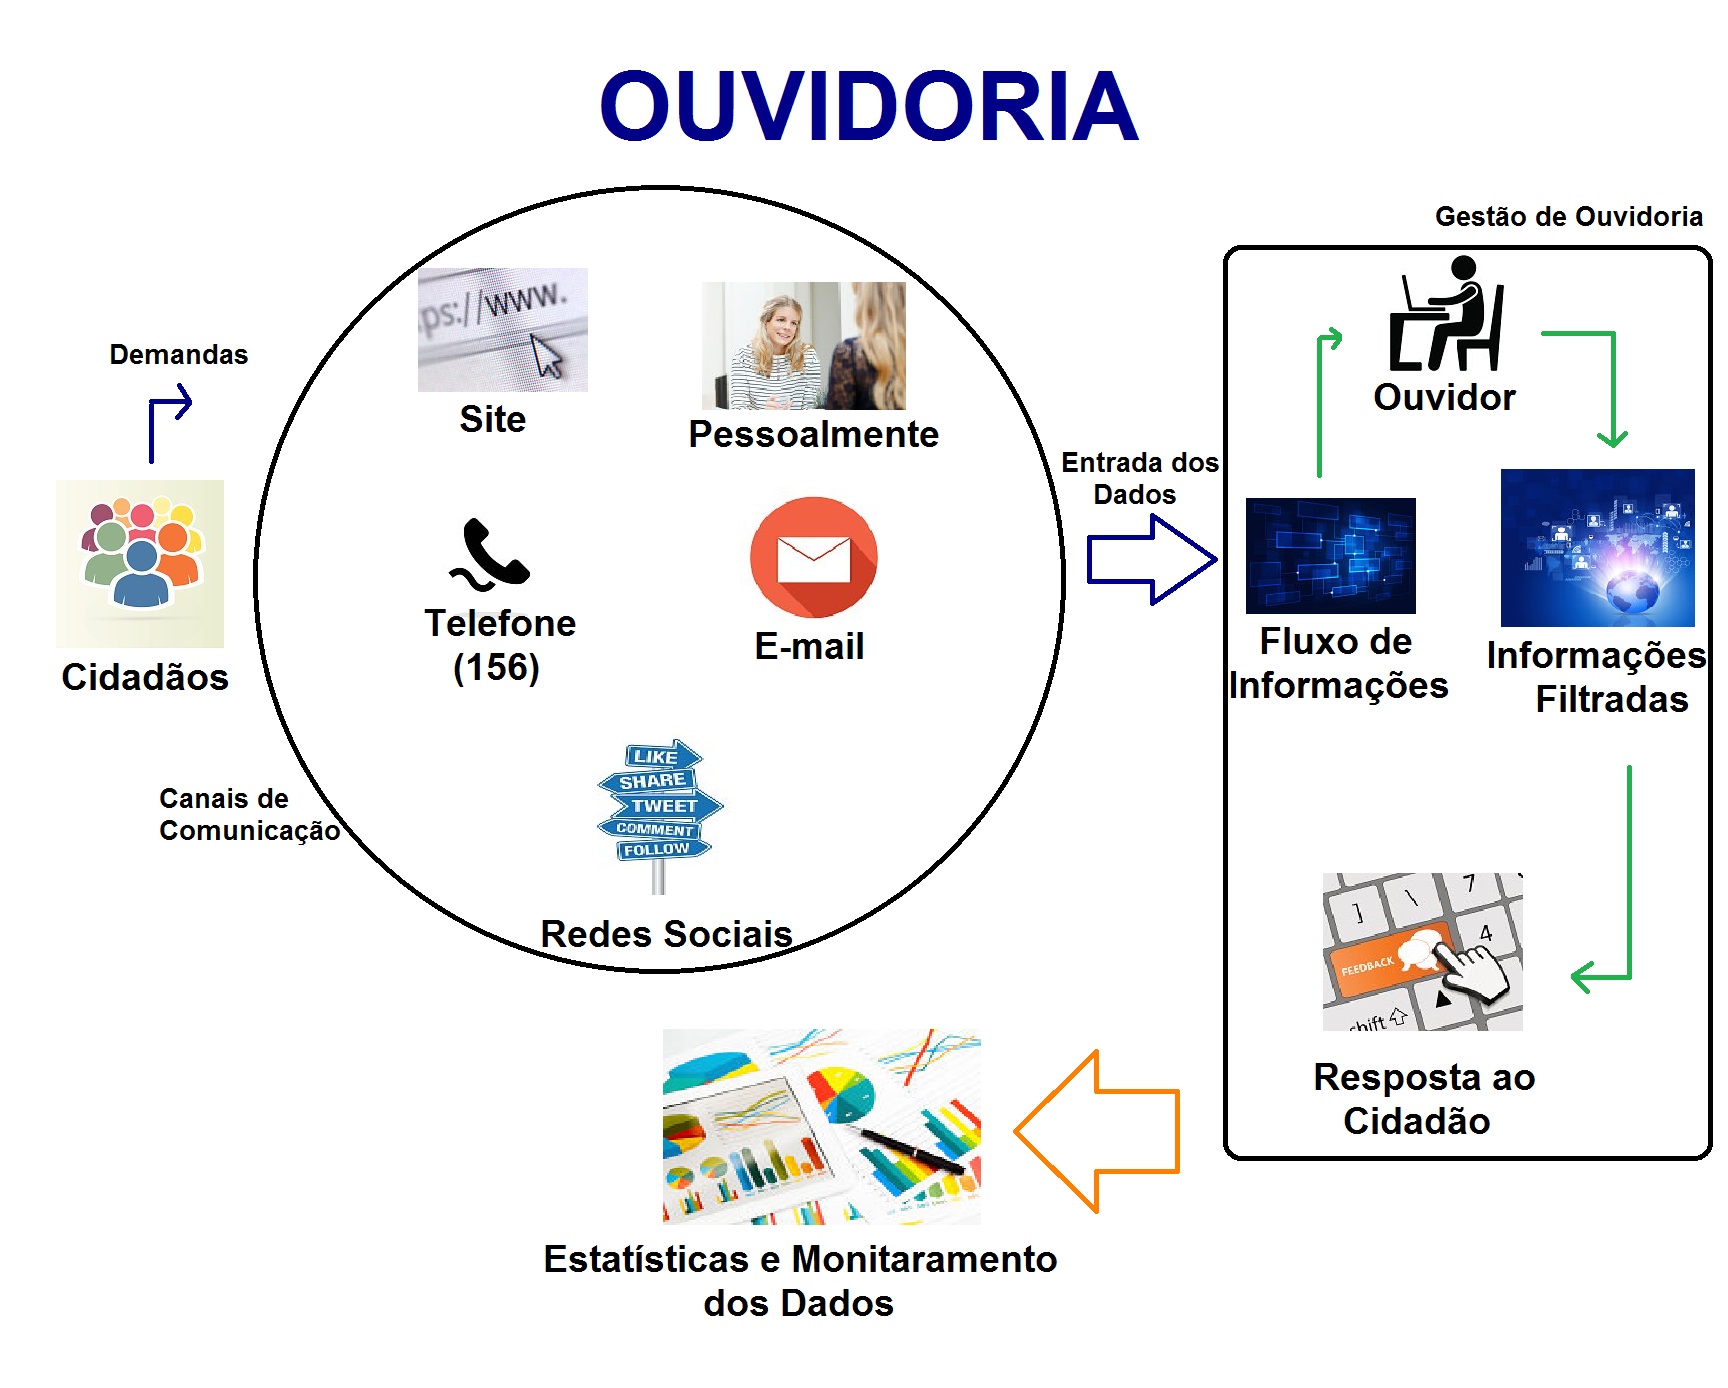 OUVIDORIA
Gestão de Ouvidoria
Demandas
ps://www.
Site
Pessoalmente
Ouvidor
Entrada dos
Dados
Cidadãos
Telefone
(156)
E-mail
Fluxo de
Informações
Informações
Filtradas
Canais de
Comunicação
LIKE
SHARE
TWEET
COMMENT
FOLLOW
Redes Sociais
] \ 7
4
FEEDBACK
shift
Resposta ao
Cidadão
Estatísticas e Monitaramento
dos Dados